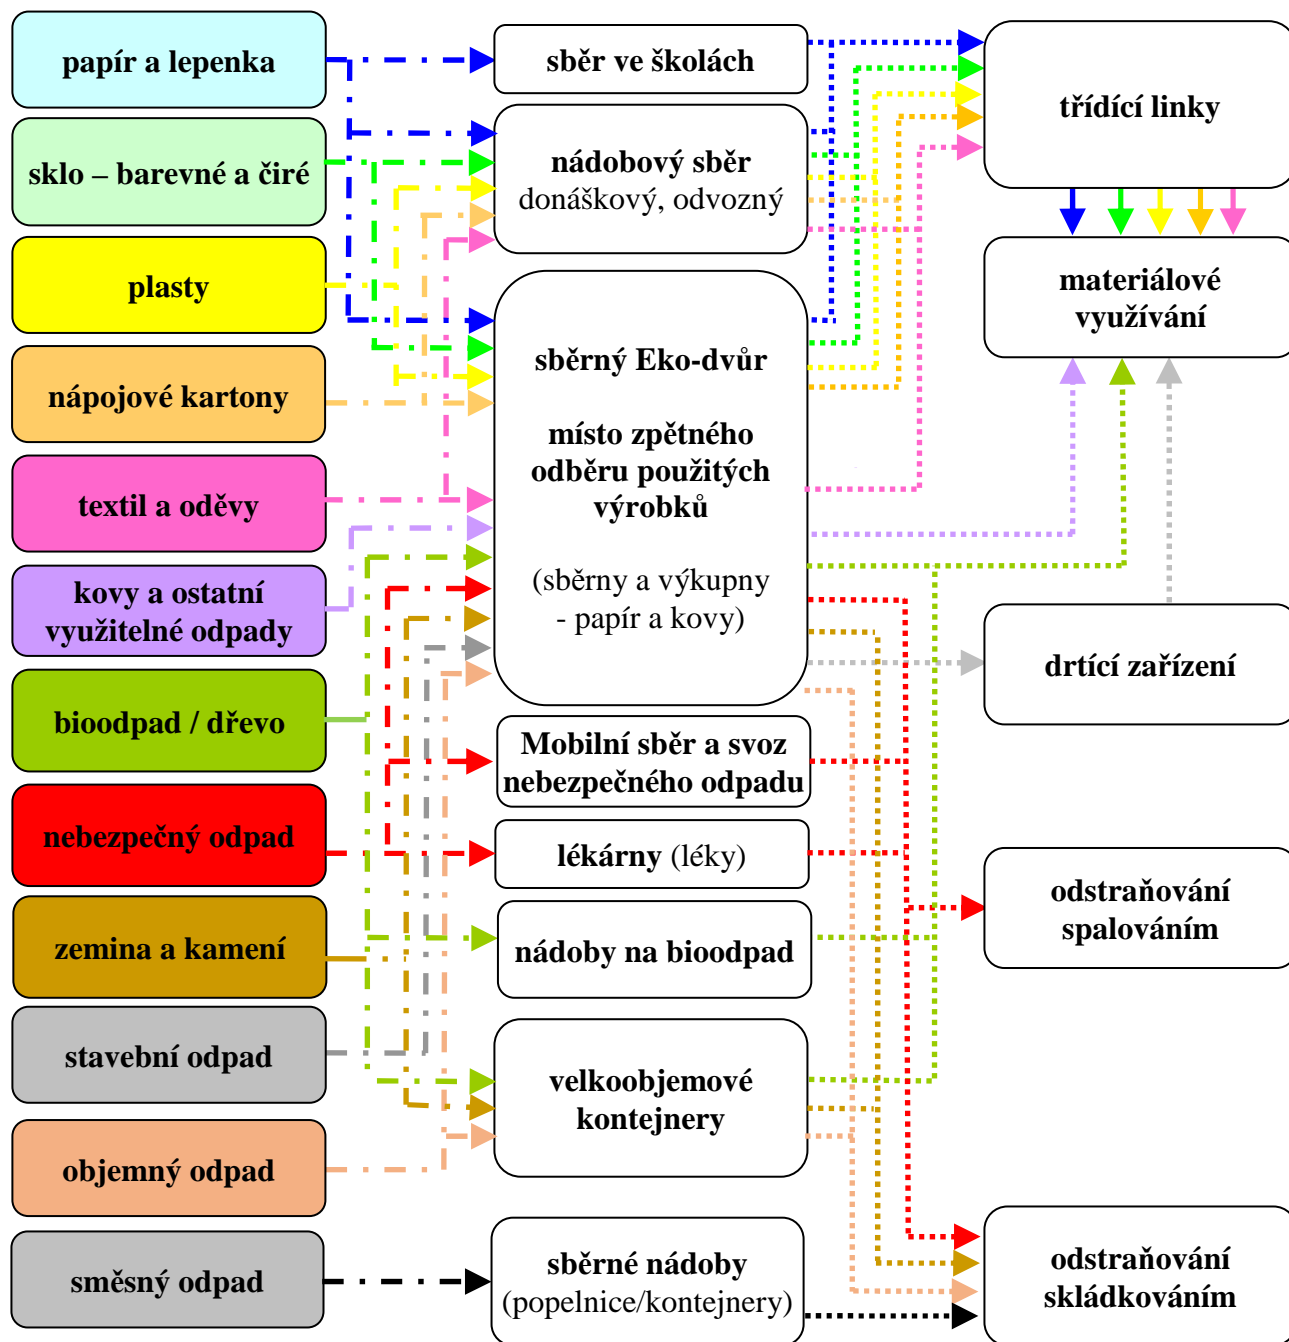 papír a lepenka
sklo – barevné a čiré
plasty
nápojové kartony
textil a oděvy
kovy a ostatní
využitelné odpady
bioodpad / dřevo
nebezpečný odpad
zemina a kamení
stavební odpad
objemný odpad
směsný odpad
sběr ve školách
nádobový sběr
donáškový, odvozný
sběrný Eko-dvůr
místo zpětného
odběru použitých
výrobků
(sběrny a výkupny
- papír a kovy)
Mobilní sběr a svoz
nebezpečného odpadu
lékárny (léky)
nádoby na bioodpad
velkoobjemové
kontejnery
sběrné nádoby
(popelnice/kontejnery)
třídící linky
materiálové
využívání
drtící zařízení
odstraňování
spalováním
odstraňování
skládkováním